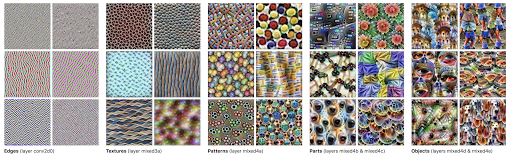 Edges (layer conv2d0)
Textures (layer mixed3a)
Patterns (layer mixed4a)
Parts (layers mixed4b & mixed4c)
Objects (layers mixed4d & mixed4e)